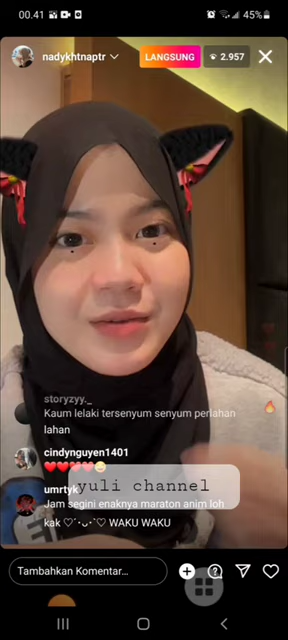 00.41
45%
nadykhtnaptr
LANGSUNG
2.957
storyzyy._
Kaum lelaki tersenyum senyum perlahan
lahan
cindynguyen1401
❤️❤️❤️❤️😄
yuli channel
umrtyk
Jam segini enaknya maraton anim loh
kak ♡´･ᴗ･`♡ WAKU WAKU
Tambahkan Komentar...